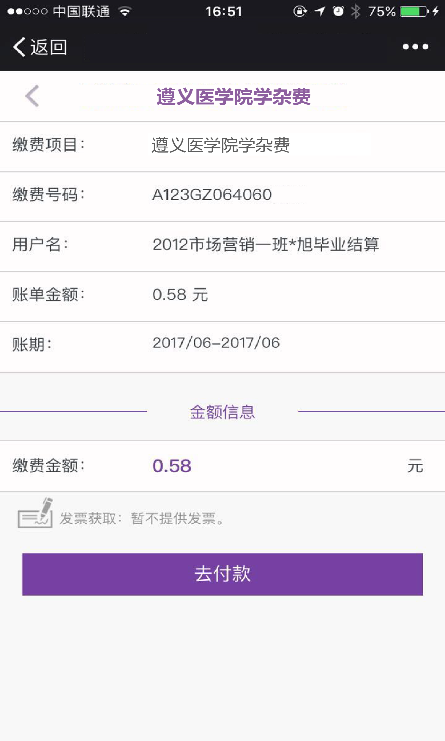 中国联通 16:51 75%
返回
遵义医学院学杂费
缴费项目： 遵义医学院学杂费
缴费号码： A123GZ064060
用户名： 2012市场营销一班*旭毕业结算
账单金额： 0.58 元
账期： 2017/06-2017/06
金额信息
缴费金额： 0.58 元
发票获取：暂不提供发票。
去付款